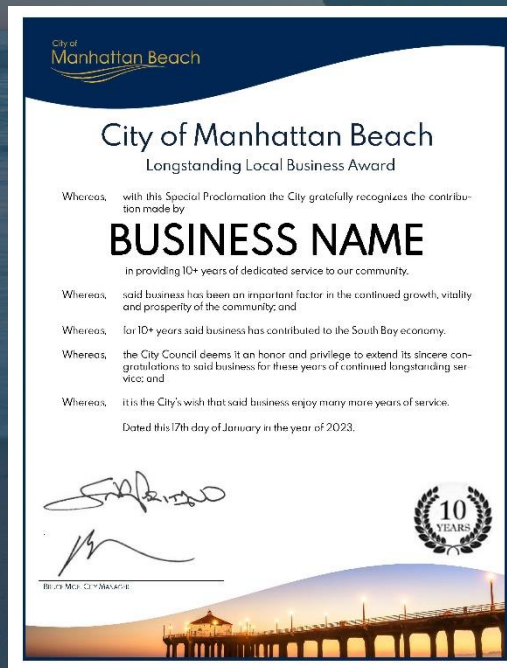 City of
Manhattan Beach
City of Manhattan Beach
Longstanding Local Business Award
Whereas, with this Special Proclamation the City gratefully recognizes the contribu-
tion made by
BUSINESS NAME
in providing 10+ years of dedicated service to our community.
Whereas, said business has been an important factor in the continued growth, vitality
and prosperity of the community; and
Whereas, for 10+ years said business has contributed to the South Bay economy.
Whereas, the City Council deems it an honor and privilege to extend its sincere con-
gratulations to said business for these years of continued longstanding ser-
vice; and
Whereas, it is the City's wish that said business enjoy many more years of service.
Dated this 17th day of January in the year of 2023.
10
YEARS
Bruce Moe, City Manager